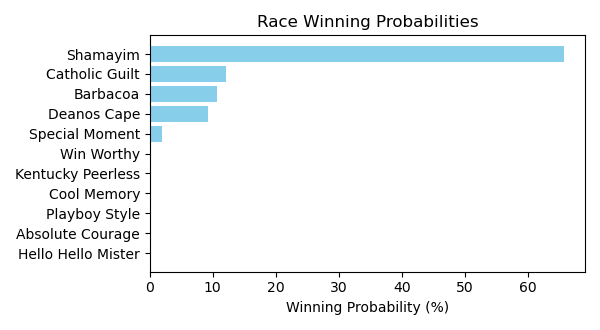 Race Winning Probabilities
Shamayim
Catholic Guilt
Barbacoa
Deanos Cape
Special Moment
Win Worthy
Kentucky Peerless
Cool Memory
Playboy Style
Absolute Courage
Hello Hello Mister
0 10 20 30 40 50 60
Winning Probability (%)